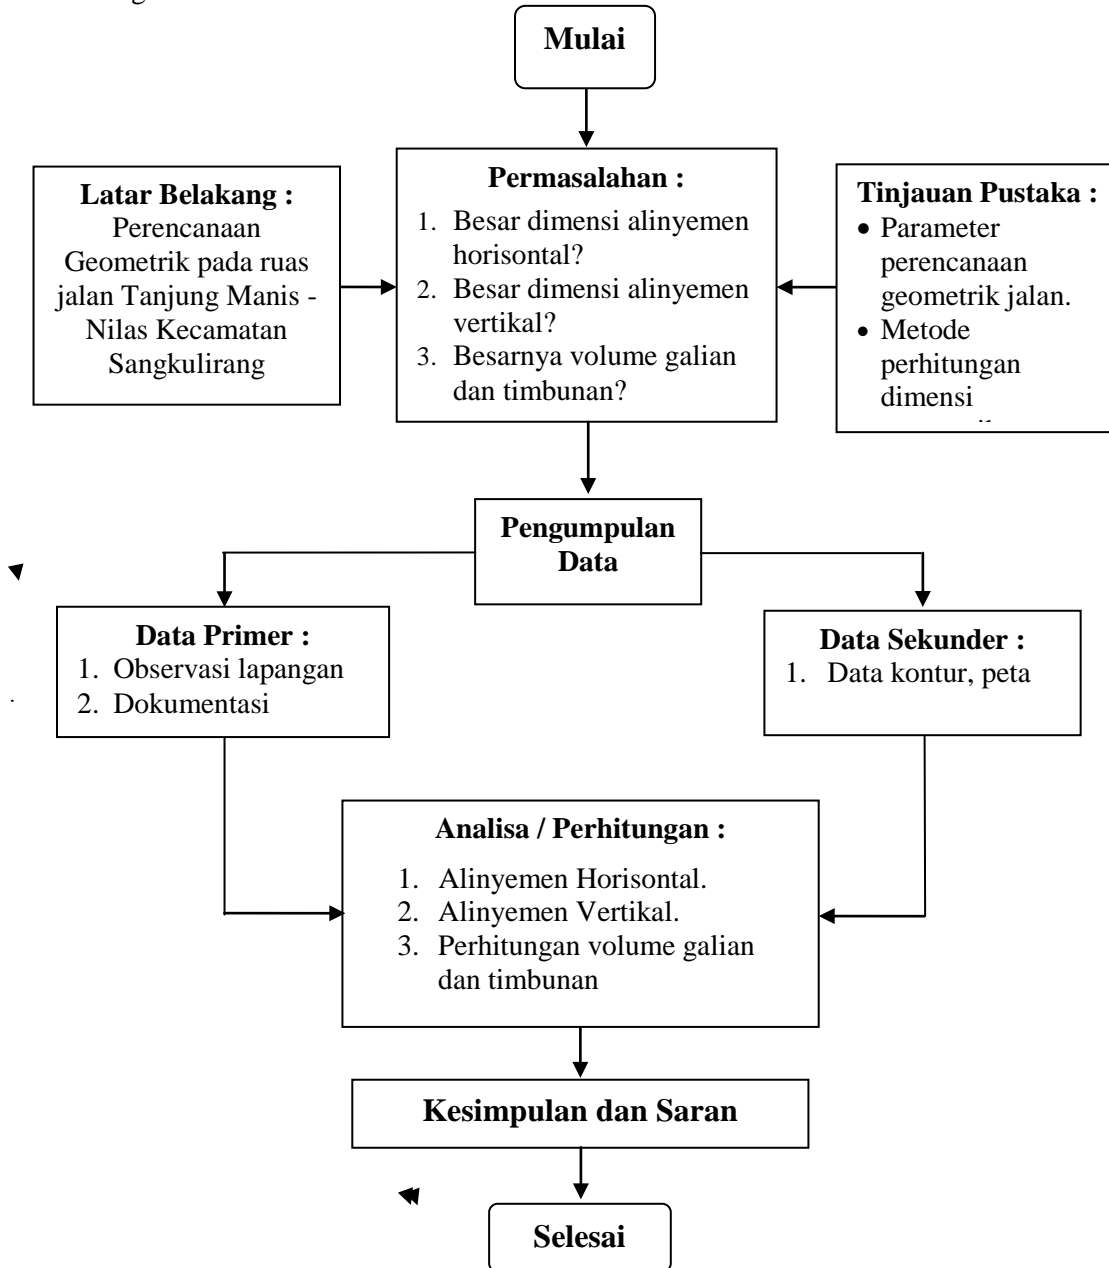 Mulai
Latar Belakang :
Perencanaan
Geometrik pada ruas
jalan Tanjung Manis -
Nilas Kecamatan
Sangkulirang
Permasalahan :
1. Besar dimensi alinyemen
horisontal?
2. Besar dimensi alinyemen
vertikal?
3. Besarnya volume galian
dan timbunan?
Tinjauan Pustaka :
• Parameter
perencanaan
geometrik jalan.
• Metode
perhitungan
dimensi
Pengumpulan
Data
Data Primer :
1. Observasi lapangan
2. Dokumentasi
Data Sekunder :
1. Data kontur, peta
Analisa / Perhitungan :
1. Alinyemen Horisontal.
2. Alinyemen Vertikal.
3. Perhitungan volume galian
dan timbunan
Kesimpulan dan Saran
Selesai